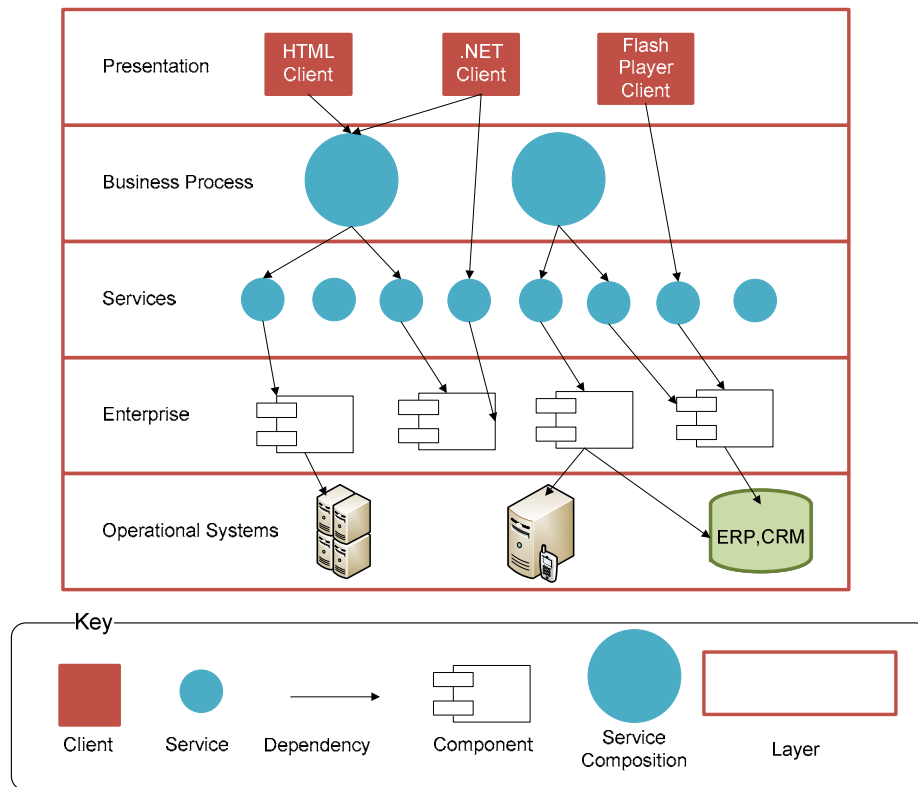 Presentation
HTML
Client
.NET
Client
Flash
Player
Client
Business Process
Services
Enterprise
Operational Systems
ERP,CRM
Key
Client
Service
Dependency
Component
Service
Composition
Layer